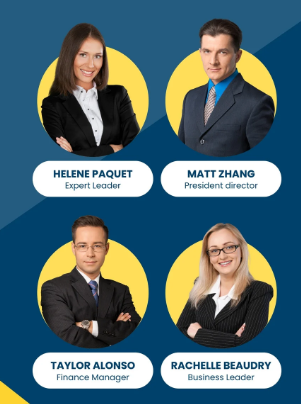 HELENE PAQUET
Expert Leader
MATT ZHANG
President director
TAYLOR ALONSO
Finance Manager
RACHELLE BEAUDRY
Business Leader